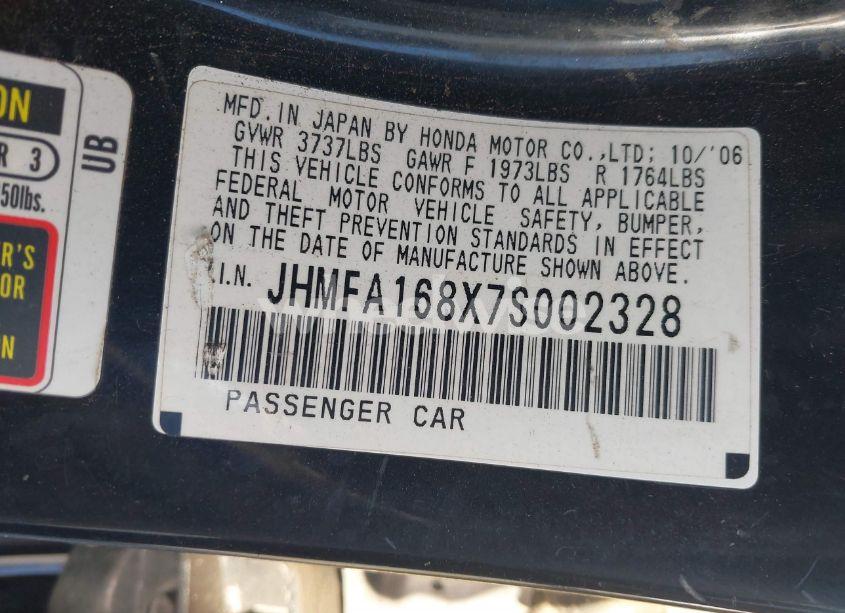 ON
R 3
50lbs.
ER'S
OR
N
UB
MFD. IN JAPAN BY HONDA MOTOR CO.,LTD; 10/'06
GVWR 3737LBS GAWR F 1973LBS R 1764LBS
THIS VEHICLE CONFORMS TO ALL APPLICABLE
FEDERAL MOTOR VEHICLE SAFETY, BUMPER,
AND THEFT PREVENTION STANDARDS IN EFFECT
ON THE DATE OF MANUFACTURE SHOWN ABOVE.
.I.N. JHMFA168X7S002328
PASSENGER CAR